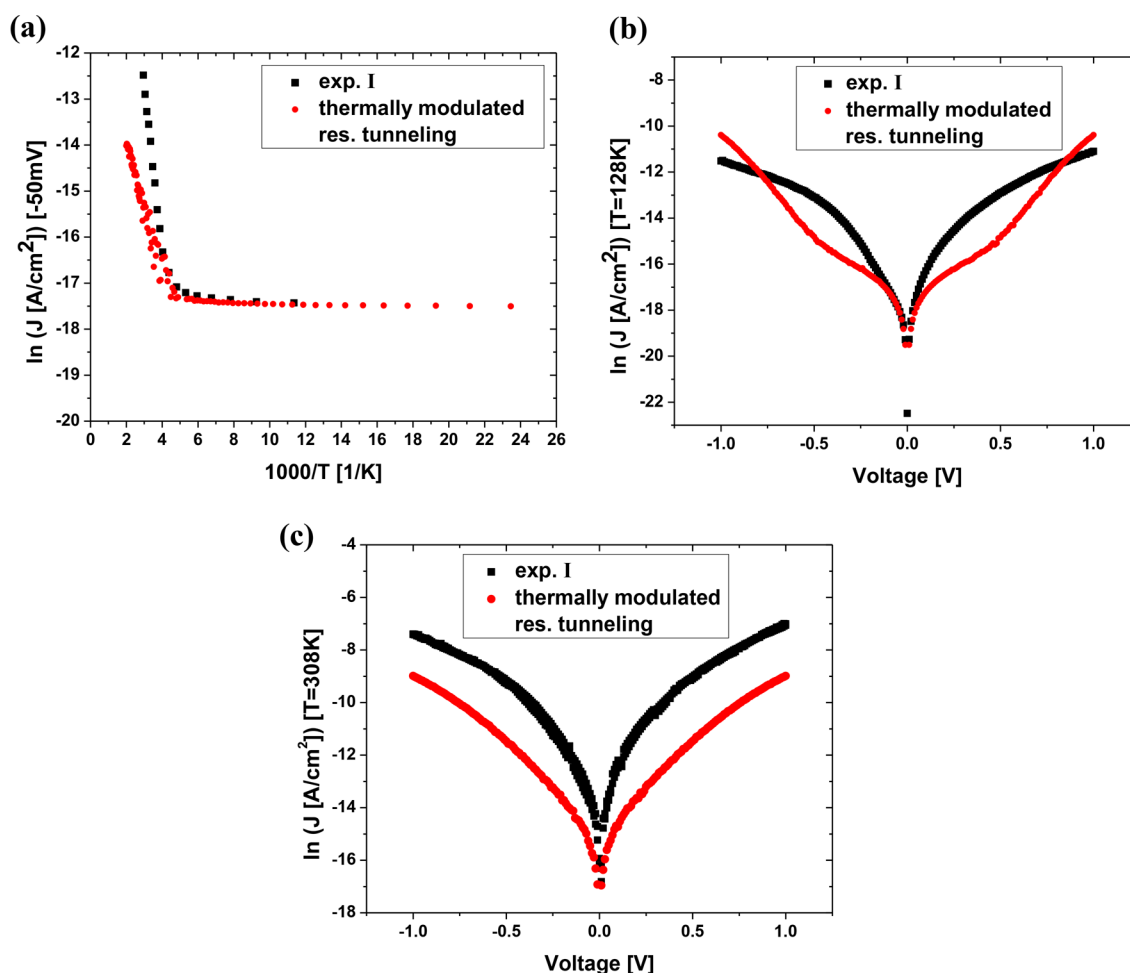 (a)
ln (J [A/cm²]) [-50mV]
-12
-13
-14
-15
-16
-17
-18
-19
-20
exp. I
thermally modulated
res. tunneling
0 2 4 6 8 10 12 14 16 18 20 22 24 26
1000/T [1/K]
(b)
ln (J [A/cm²]) [T=128K]
-8
-10
-12
-14
-16
-18
-20
-22
exp. I
thermally modulated
res. tunneling
-1.0 -0.5 0.0 0.5 1.0
Voltage [V]
(c)
ln (J [A/cm²]) [T=308K]
-4
-6
-8
-10
-12
-14
-16
-18
exp. I
thermally modulated
res. tunneling
-1.0 -0.5 0.0 0.5 1.0
Voltage [V]